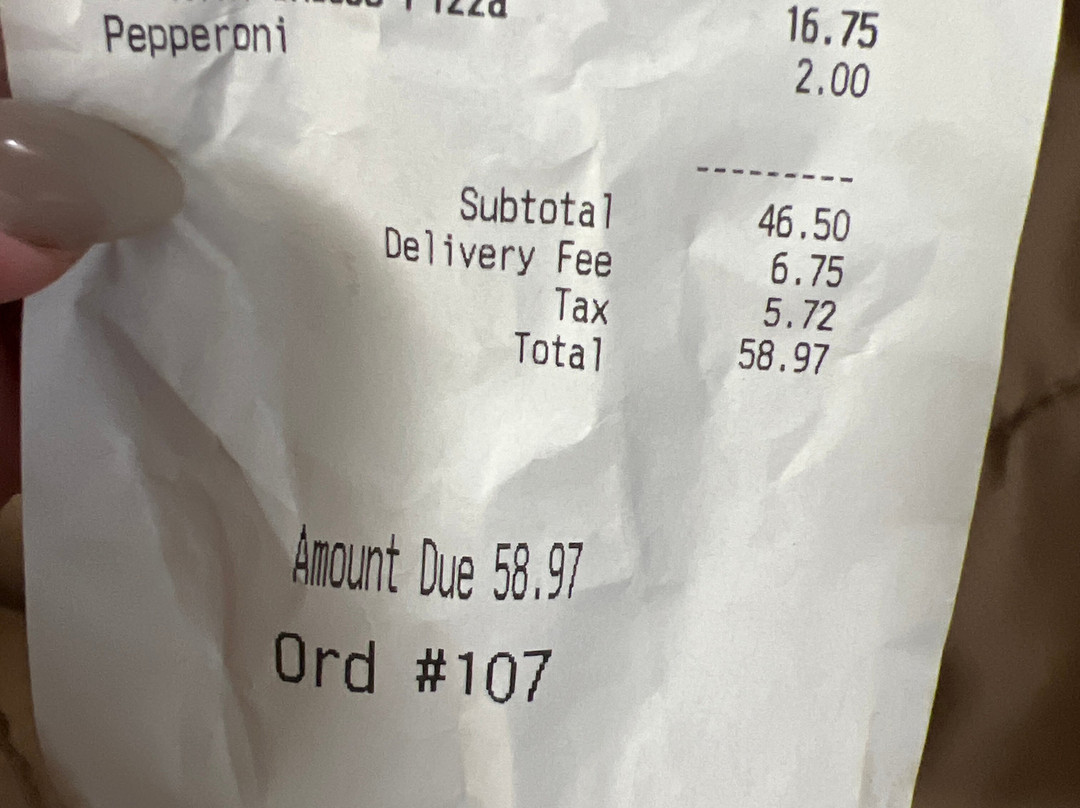 Pizza 16.75
Pepperoni 2.00
---------
Subtotal 46.50
Delivery Fee 6.75
Tax 5.72
Total 58.97
Amount Due 58.97
Ord #107